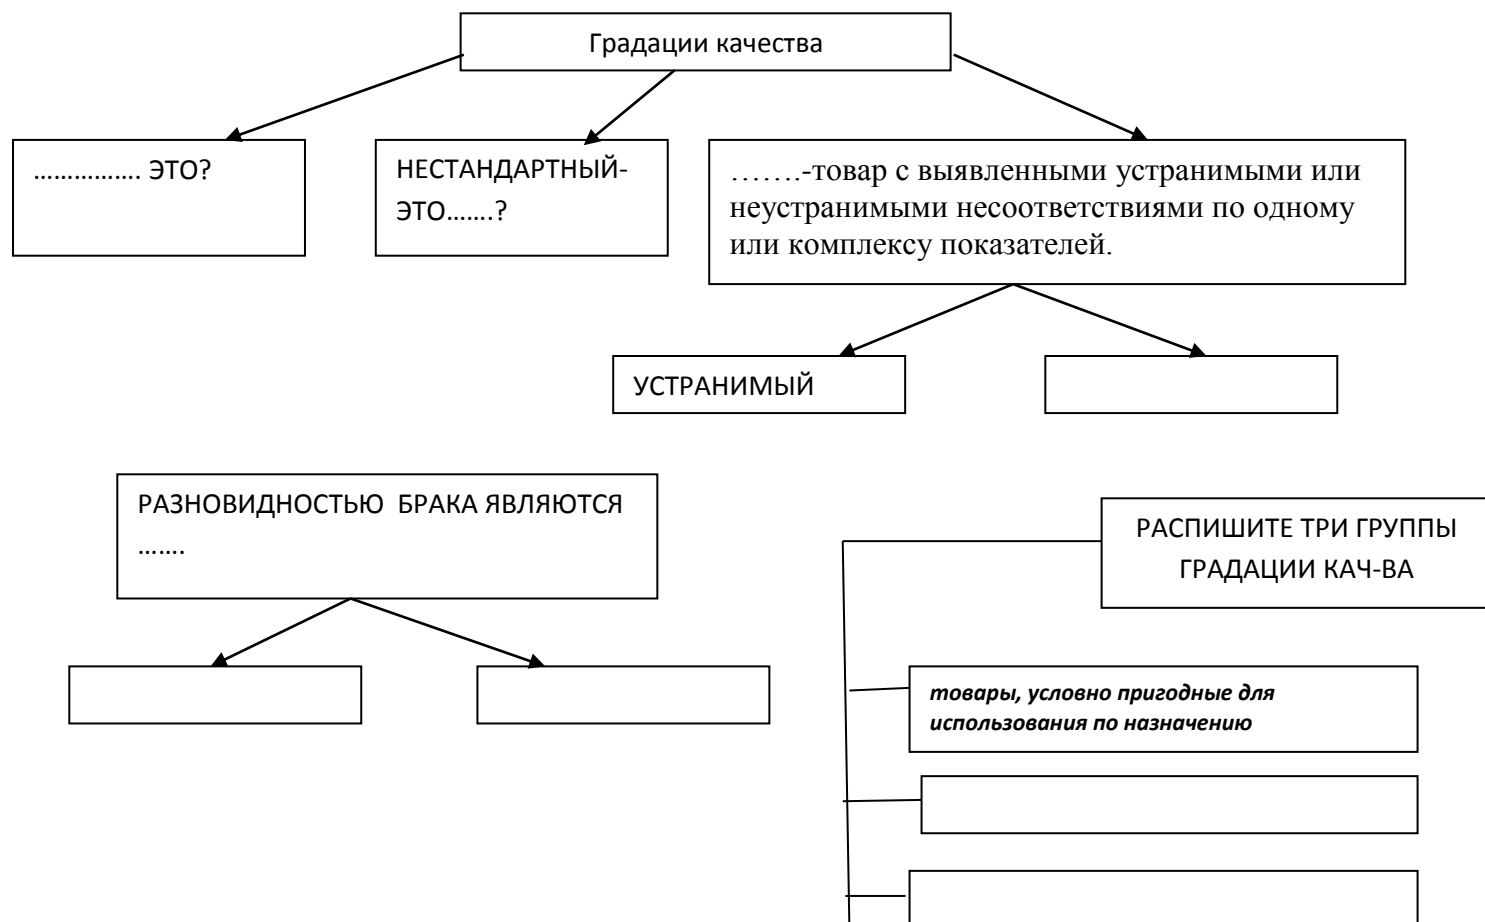 Градации качества
……………. ЭТО?
НЕСТАНДАРТНЫЙ-
ЭТО…….?
…….-товар с выявленными устранимыми или
неустранимыми несоответствиями по одному
или комплексу показателей.
УСТРАНИМЫЙ
РАЗНОВИДНОСТЬЮ БРАКА ЯВЛЯЮТСЯ
…….
РАСПИШИТЕ ТРИ ГРУППЫ
ГРАДАЦИИ КАЧ-ВА
товары, условно пригодные для
использования по назначению